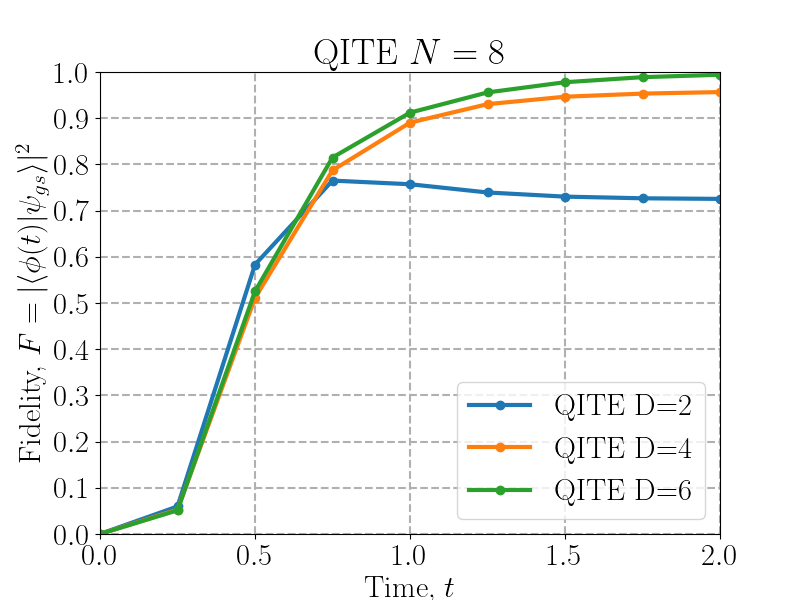 QITE N = 8
Fidelity, F = |⟨ϕ(t)|ψ_{gs}⟩|²
1.0
0.9
0.8
0.7
0.6
0.5
0.4
0.3
0.2
0.1
0.0
QITE D=2
QITE D=4
QITE D=6
0.0 0.5 1.0 1.5 2.0
Time, t